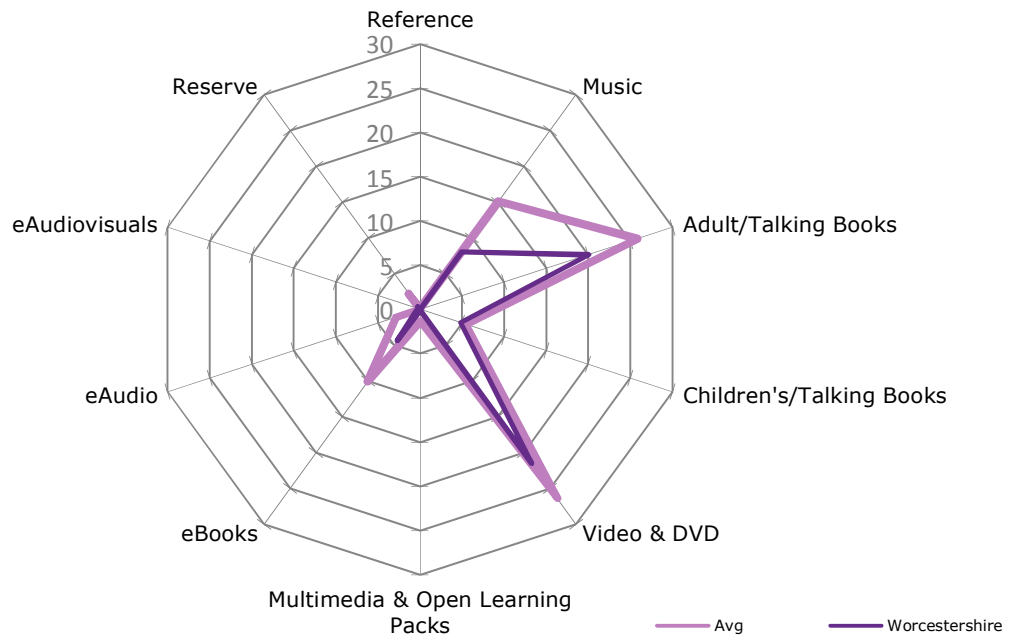 Reference
30
Reserve
Music
25
20
15
eAudiovisuals
Adult/Talking Books
10
5
0
eAudio
Children's/Talking Books
eBooks
Video & DVD
Multimedia & Open Learning
Packs
Avg
Worcestershire